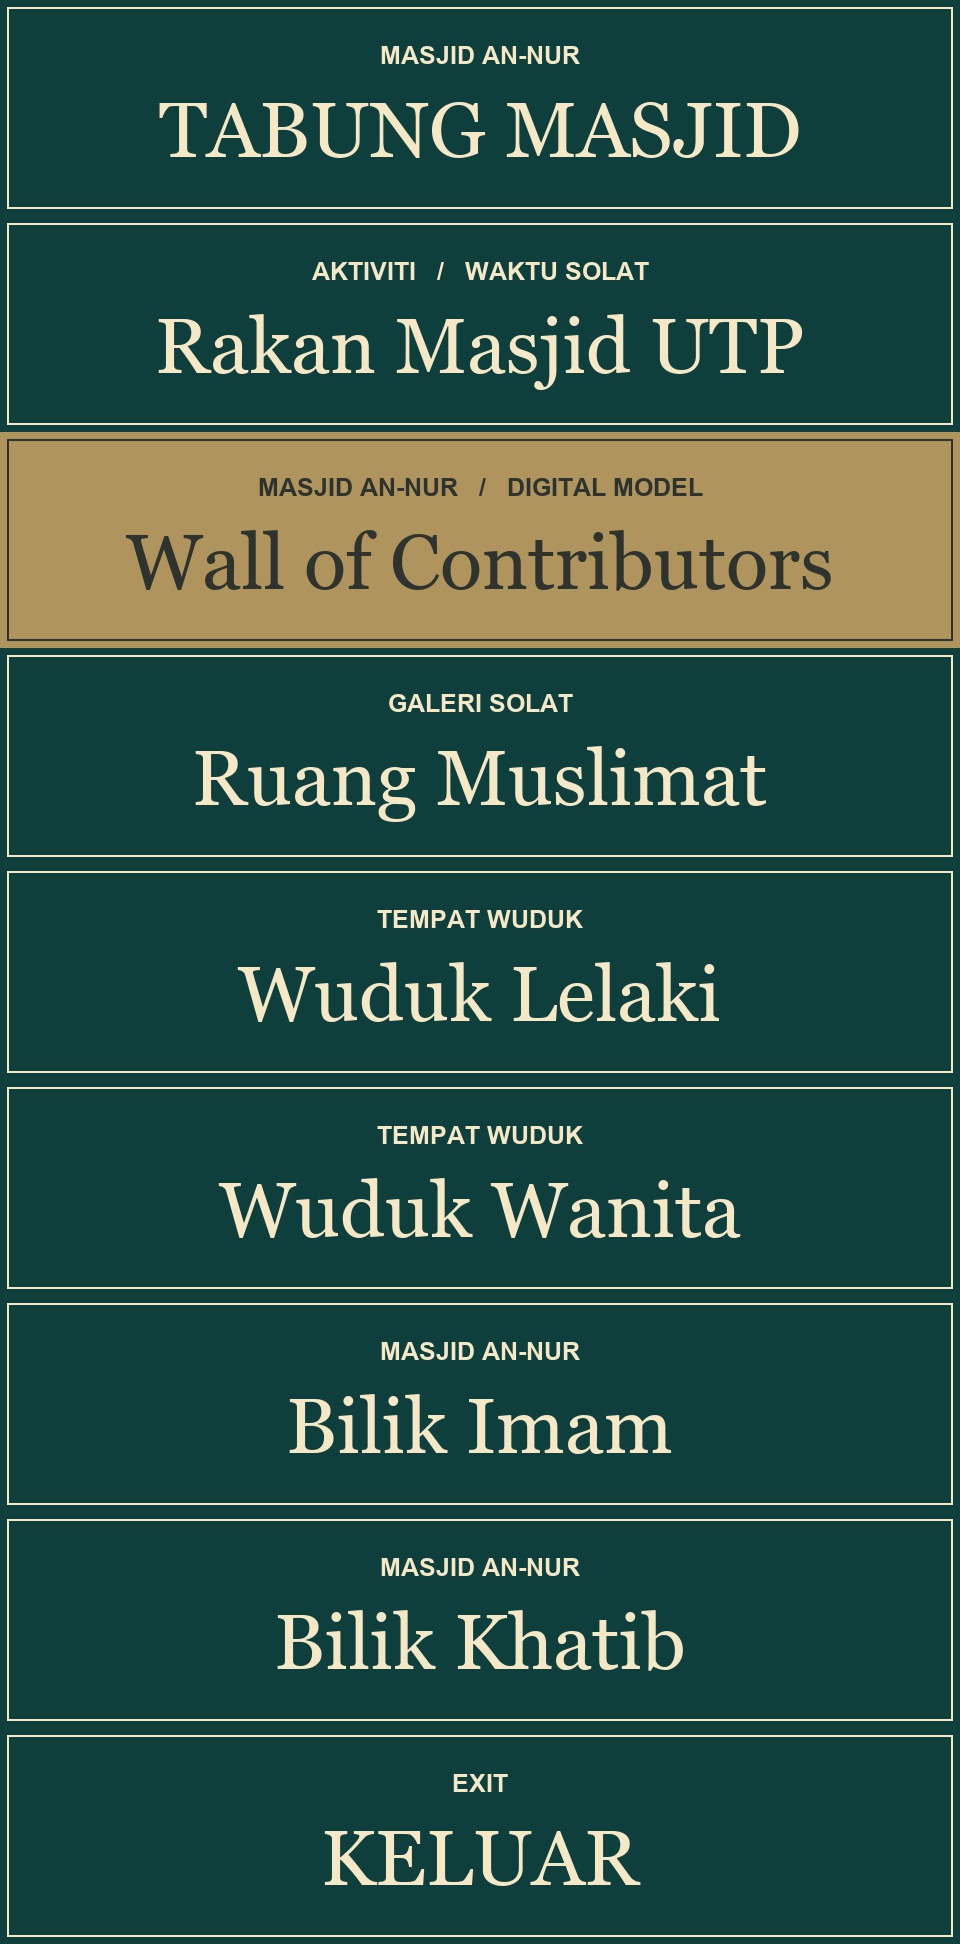 MASJID AN-NUR
TABUNG MASJID
AKTIVITI / WAKTU SOLAT
Rakan Masjid UTP
MASJID AN-NUR / DIGITAL MODEL
Wall of Contributors
GALERI SOLAT
Ruang Muslimat
TEMPAT WUDUK
Wuduk Lelaki
TEMPAT WUDUK
Wuduk Wanita
MASJID AN-NUR
Bilik Imam
MASJID AN-NUR
Bilik Khatib
EXIT
KELUAR